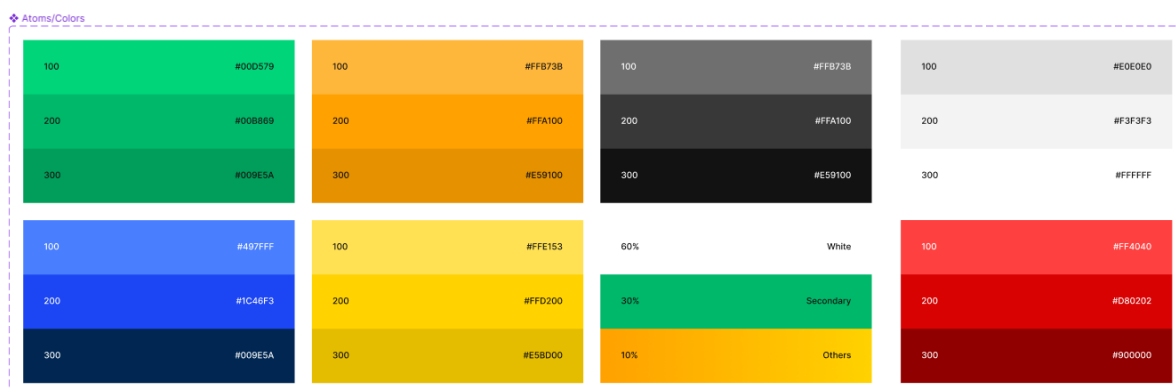 Atoms/Colors
100 #00D579
200 #00B869
300 #009E5A
100 #FFB73B
200 #FFA100
300 #E59100
100 #FFB73B
200 #FFA100
300 #E59100
100 #E0E0E0
200 #F3F3F3
300 #FFFFFF
100 #497FFF
200 #1C46F3
300 #009E5A
100 #FFE153
200 #FFD200
300 #E5BD00
60% White
30% Secondary
10% Others
100 #FF4040
200 #D80202
300 #900000